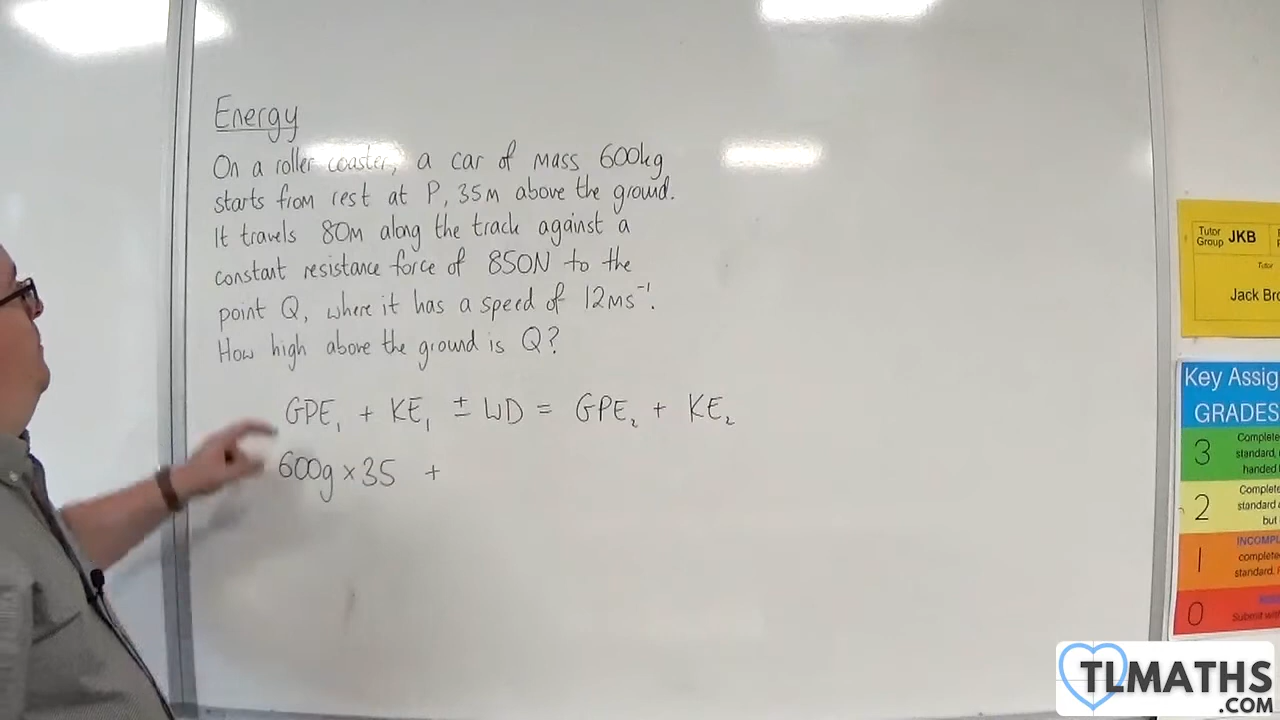 Energy
On a roller coaster, a car of mass 600kg
starts from rest at P, 35m above the ground.
It travels 80m along the track against a
constant resistance force of 850N to the
point Q, where it has a speed of 12ms⁻¹.
How high above the ground is Q?
GPE₁ + KE₁ ± WD = GPE₂ + KE₂
600g × 35 +
Tutor
Group JKB
Tutor
Jack Bro
Key Assig
GRADES
3 Complete
standard,
handed
2 Complete
standard
but
1 INCOMPL
complete
standard.
0
Submit wit
TLMATHS
.COM